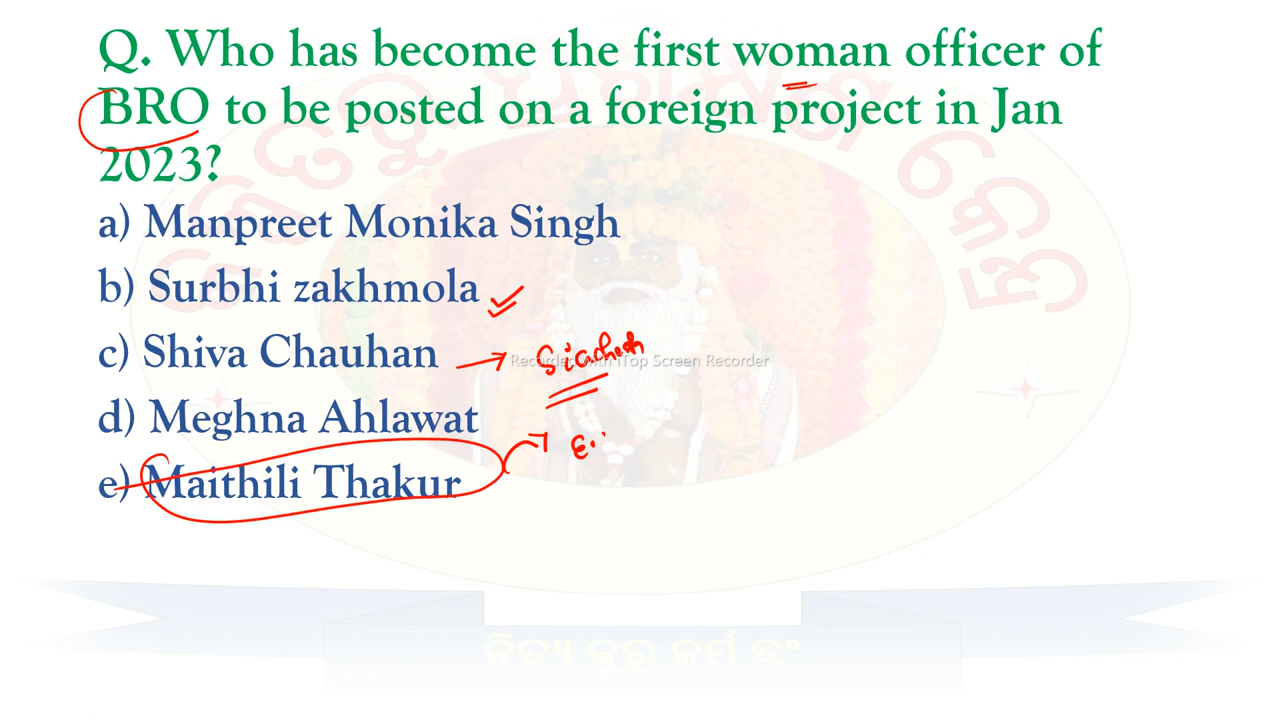 Q. Who has become the first woman officer of
BRO to be posted on a foreign project in Jan
2023?
a) Manpreet Monika Singh
b) Surbhi zakhmola
c) Shiva Chauhan
Siachen
Recorded with iTop Screen Recorder
d) Meghna Ahlawat
e) Maithili Thakur